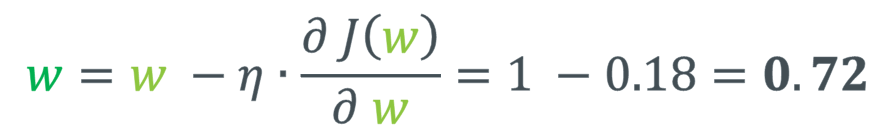 w = w − η · ∂ J(w) / ∂ w = 1 − 0.18 = 0.72